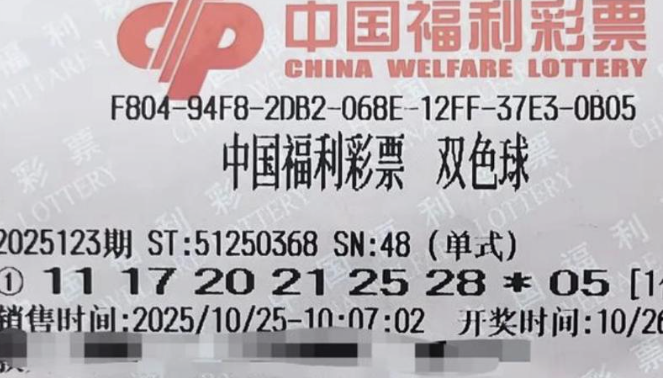 中国福利彩票
CHINA WELFARE LOTTERY
F804-94F8-2DB2-068E-12FF-37E3-0B05
中国福利彩票 双色球
2025123期 ST:51250368 SN:48 (单式)
① 11 17 20 21 25 28 * 05 [1
销售时间:2025/10/25-10:07:02 开奖时间:10/26